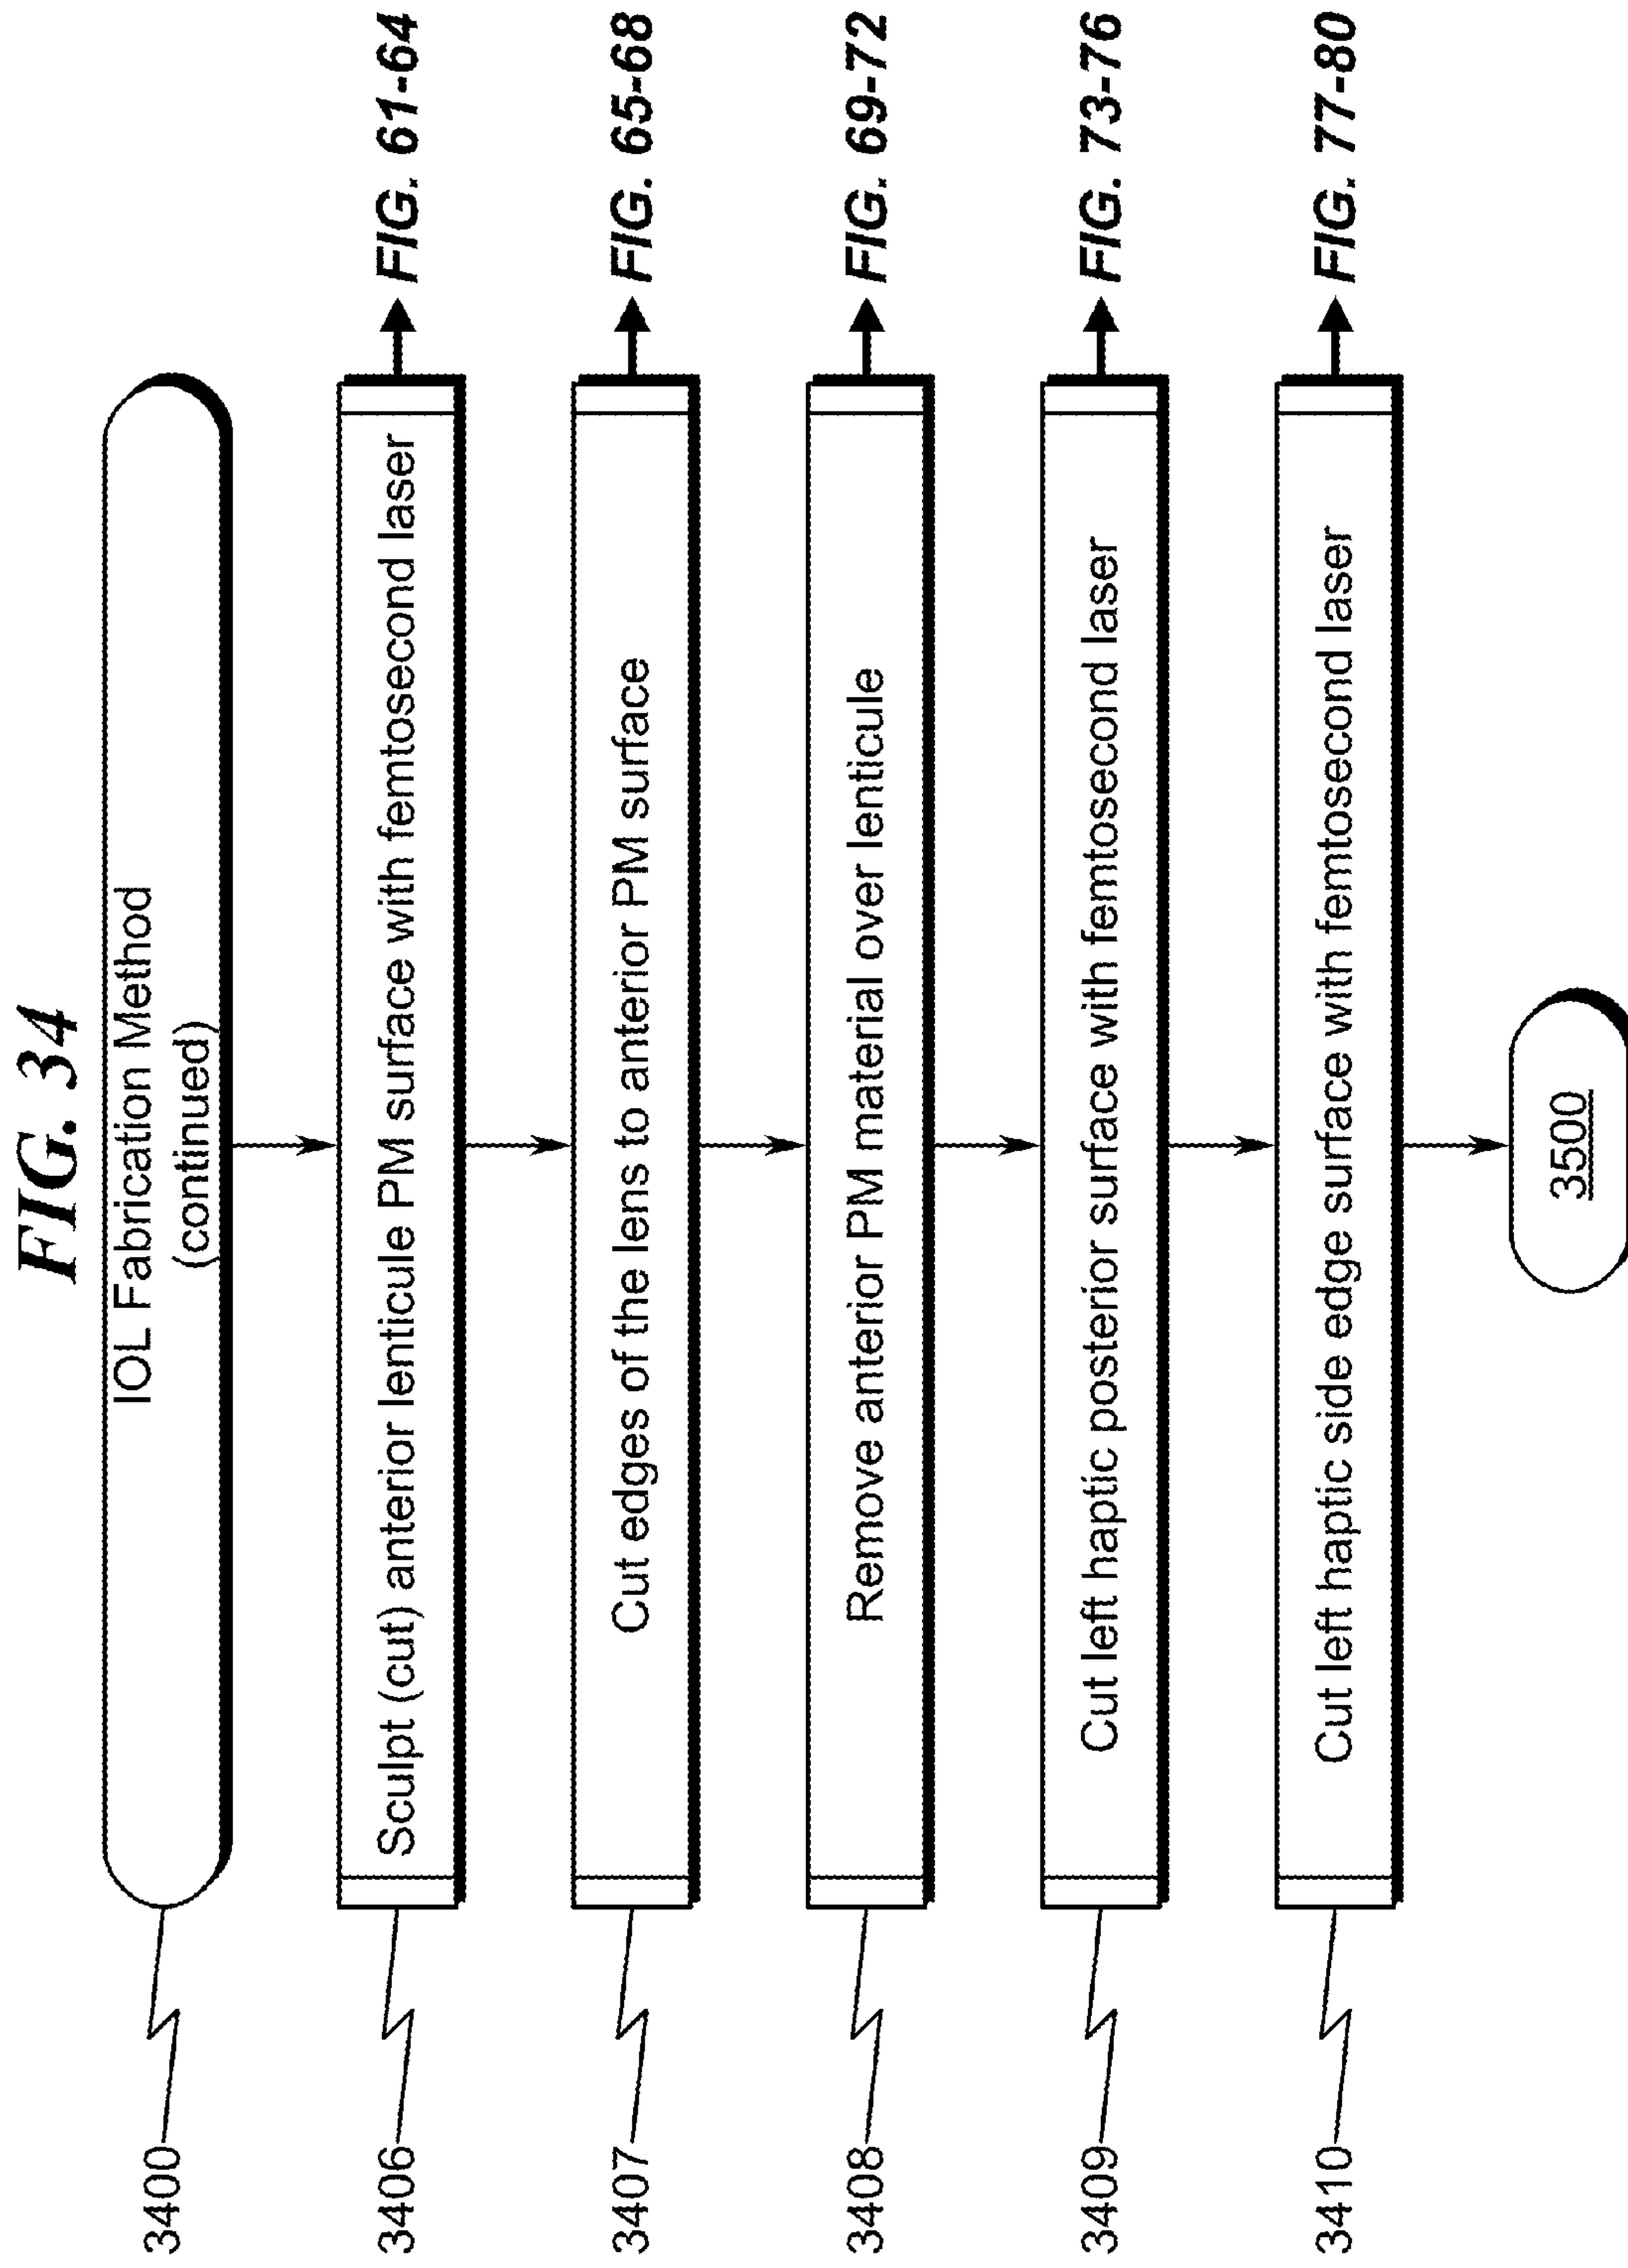 FIG. 34
3400
IOL Fabrication Method
(continued)
3406
Sculpt (cut) anterior lenticule PM surface with femtosecond laser
FIG. 61-64
3407
Cut edges of the lens to anterior PM surface
FIG. 65-68
3408
Remove anterior PM material over lenticule
FIG. 69-72
3409
Cut left haptic posterior surface with femtosecond laser
FIG. 73-76
3410
Cut left haptic side edge surface with femtosecond laser
FIG. 77-80
3500